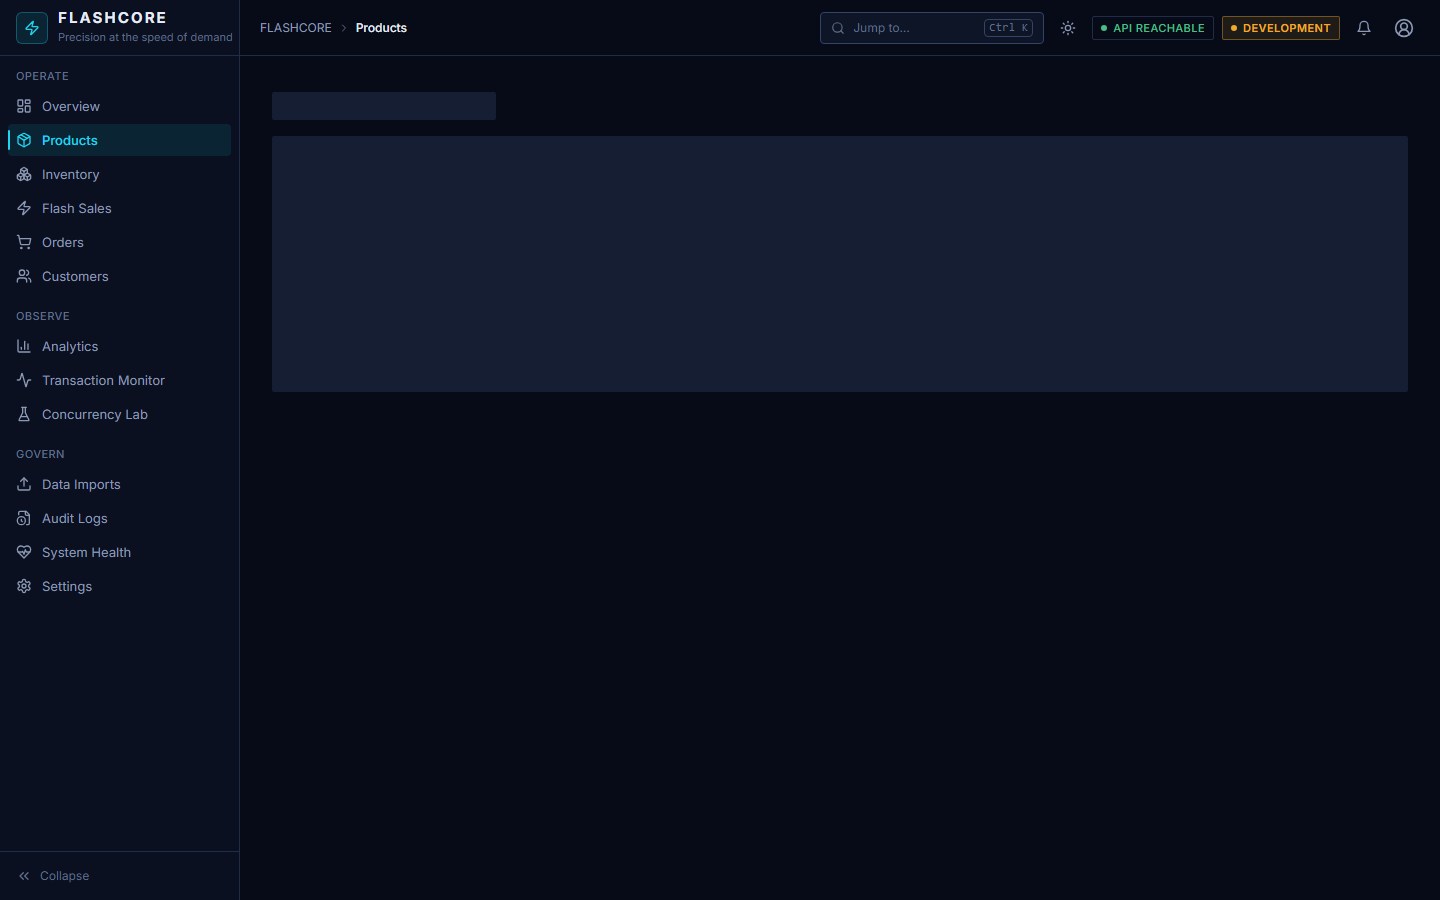 FLASHCORE
Precision at the speed of demand
FLASHCORE > Products
Jump to...
Ctrl K
API REACHABLE
DEVELOPMENT
OPERATE
Overview
Products
Inventory
Flash Sales
Orders
Customers
OBSERVE
Analytics
Transaction Monitor
Concurrency Lab
GOVERN
Data Imports
Audit Logs
System Health
Settings
Collapse